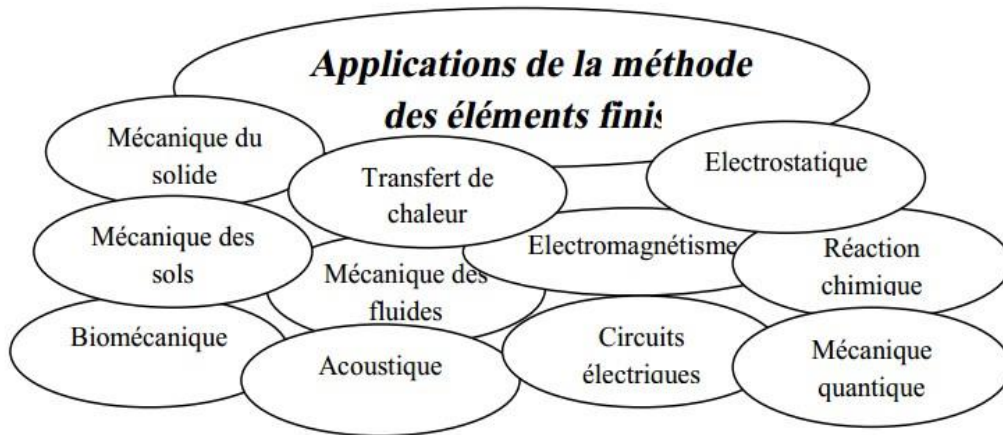 Applications de la méthode
des éléments finis
Mécanique du
solide
Transfert de
chaleur
Electrostatique
Mécanique des
sols
Electromagnétisme
Réaction
chimique
Mécanique des
fluides
Biomécanique
Acoustique
Circuits
électriques
Mécanique
quantique